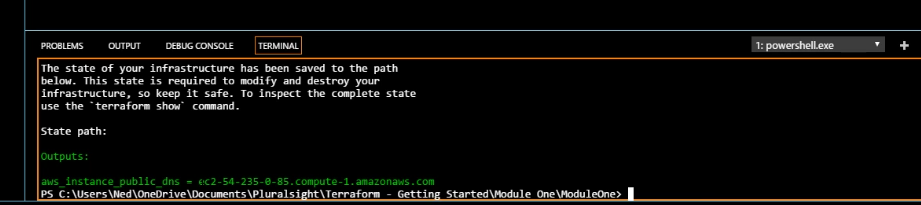 PROBLEMS OUTPUT DEBUG CONSOLE TERMINAL 1: powershell.exe
The state of your infrastructure has been saved to the path
below. This state is required to modify and destroy your
infrastructure, so keep it safe. To inspect the complete state
use the `terraform show` command.
State path:
Outputs:
aws_instance_public_dns = ec2-54-235-0-85.compute-1.amazonaws.com
PS C:\Users\Ned\OneDrive\Documents\Pluralsight\Terraform - Getting Started\Module One\ModuleOne>